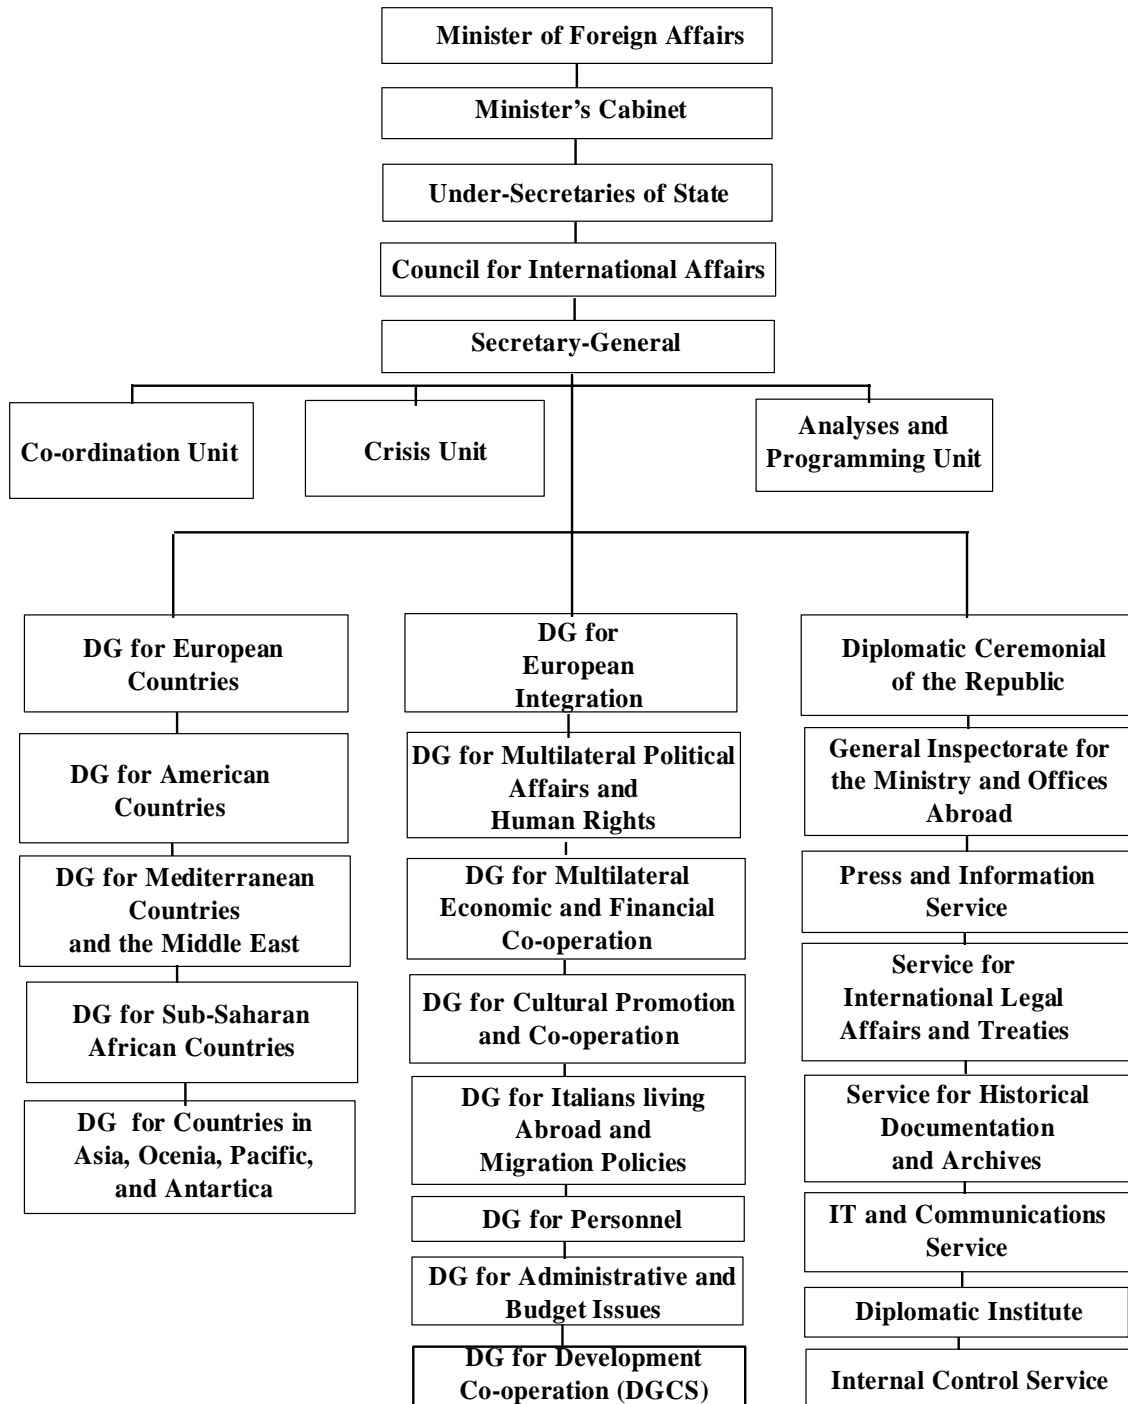 Minister of Foreign Affairs
Minister’s Cabinet
Under-Secretaries of State
Council for International Affairs
Secretary-General
Co-ordination Unit
Crisis Unit
Analyses and
Programming Unit
DG for European
Countries
DG for American
Countries
DG for Mediterranean
Countries
and the Middle East
DG for Sub-Saharan
African Countries
DG for Countries in
Asia, Ocenia, Pacific,
and Antartica
DG for
European
Integration
DG for Multilateral Political
Affairs and
Human Rights
DG for Multilateral
Economic and Financial
Co-operation
DG for Cultural Promotion
and Co-operation
DG for Italians living
Abroad and
Migration Policies
DG for Personnel
DG for Administrative and
Budget Issues
DG for Development
Co-operation (DGCS)
Diplomatic Ceremonial
of the Republic
General Inspectorate for
the Ministry and Offices
Abroad
Press and Information
Service
Service for
International Legal
Affairs and Treaties
Service for Historical
Documentation
and Archives
IT and Communications
Service
Diplomatic Institute
Internal Control Service